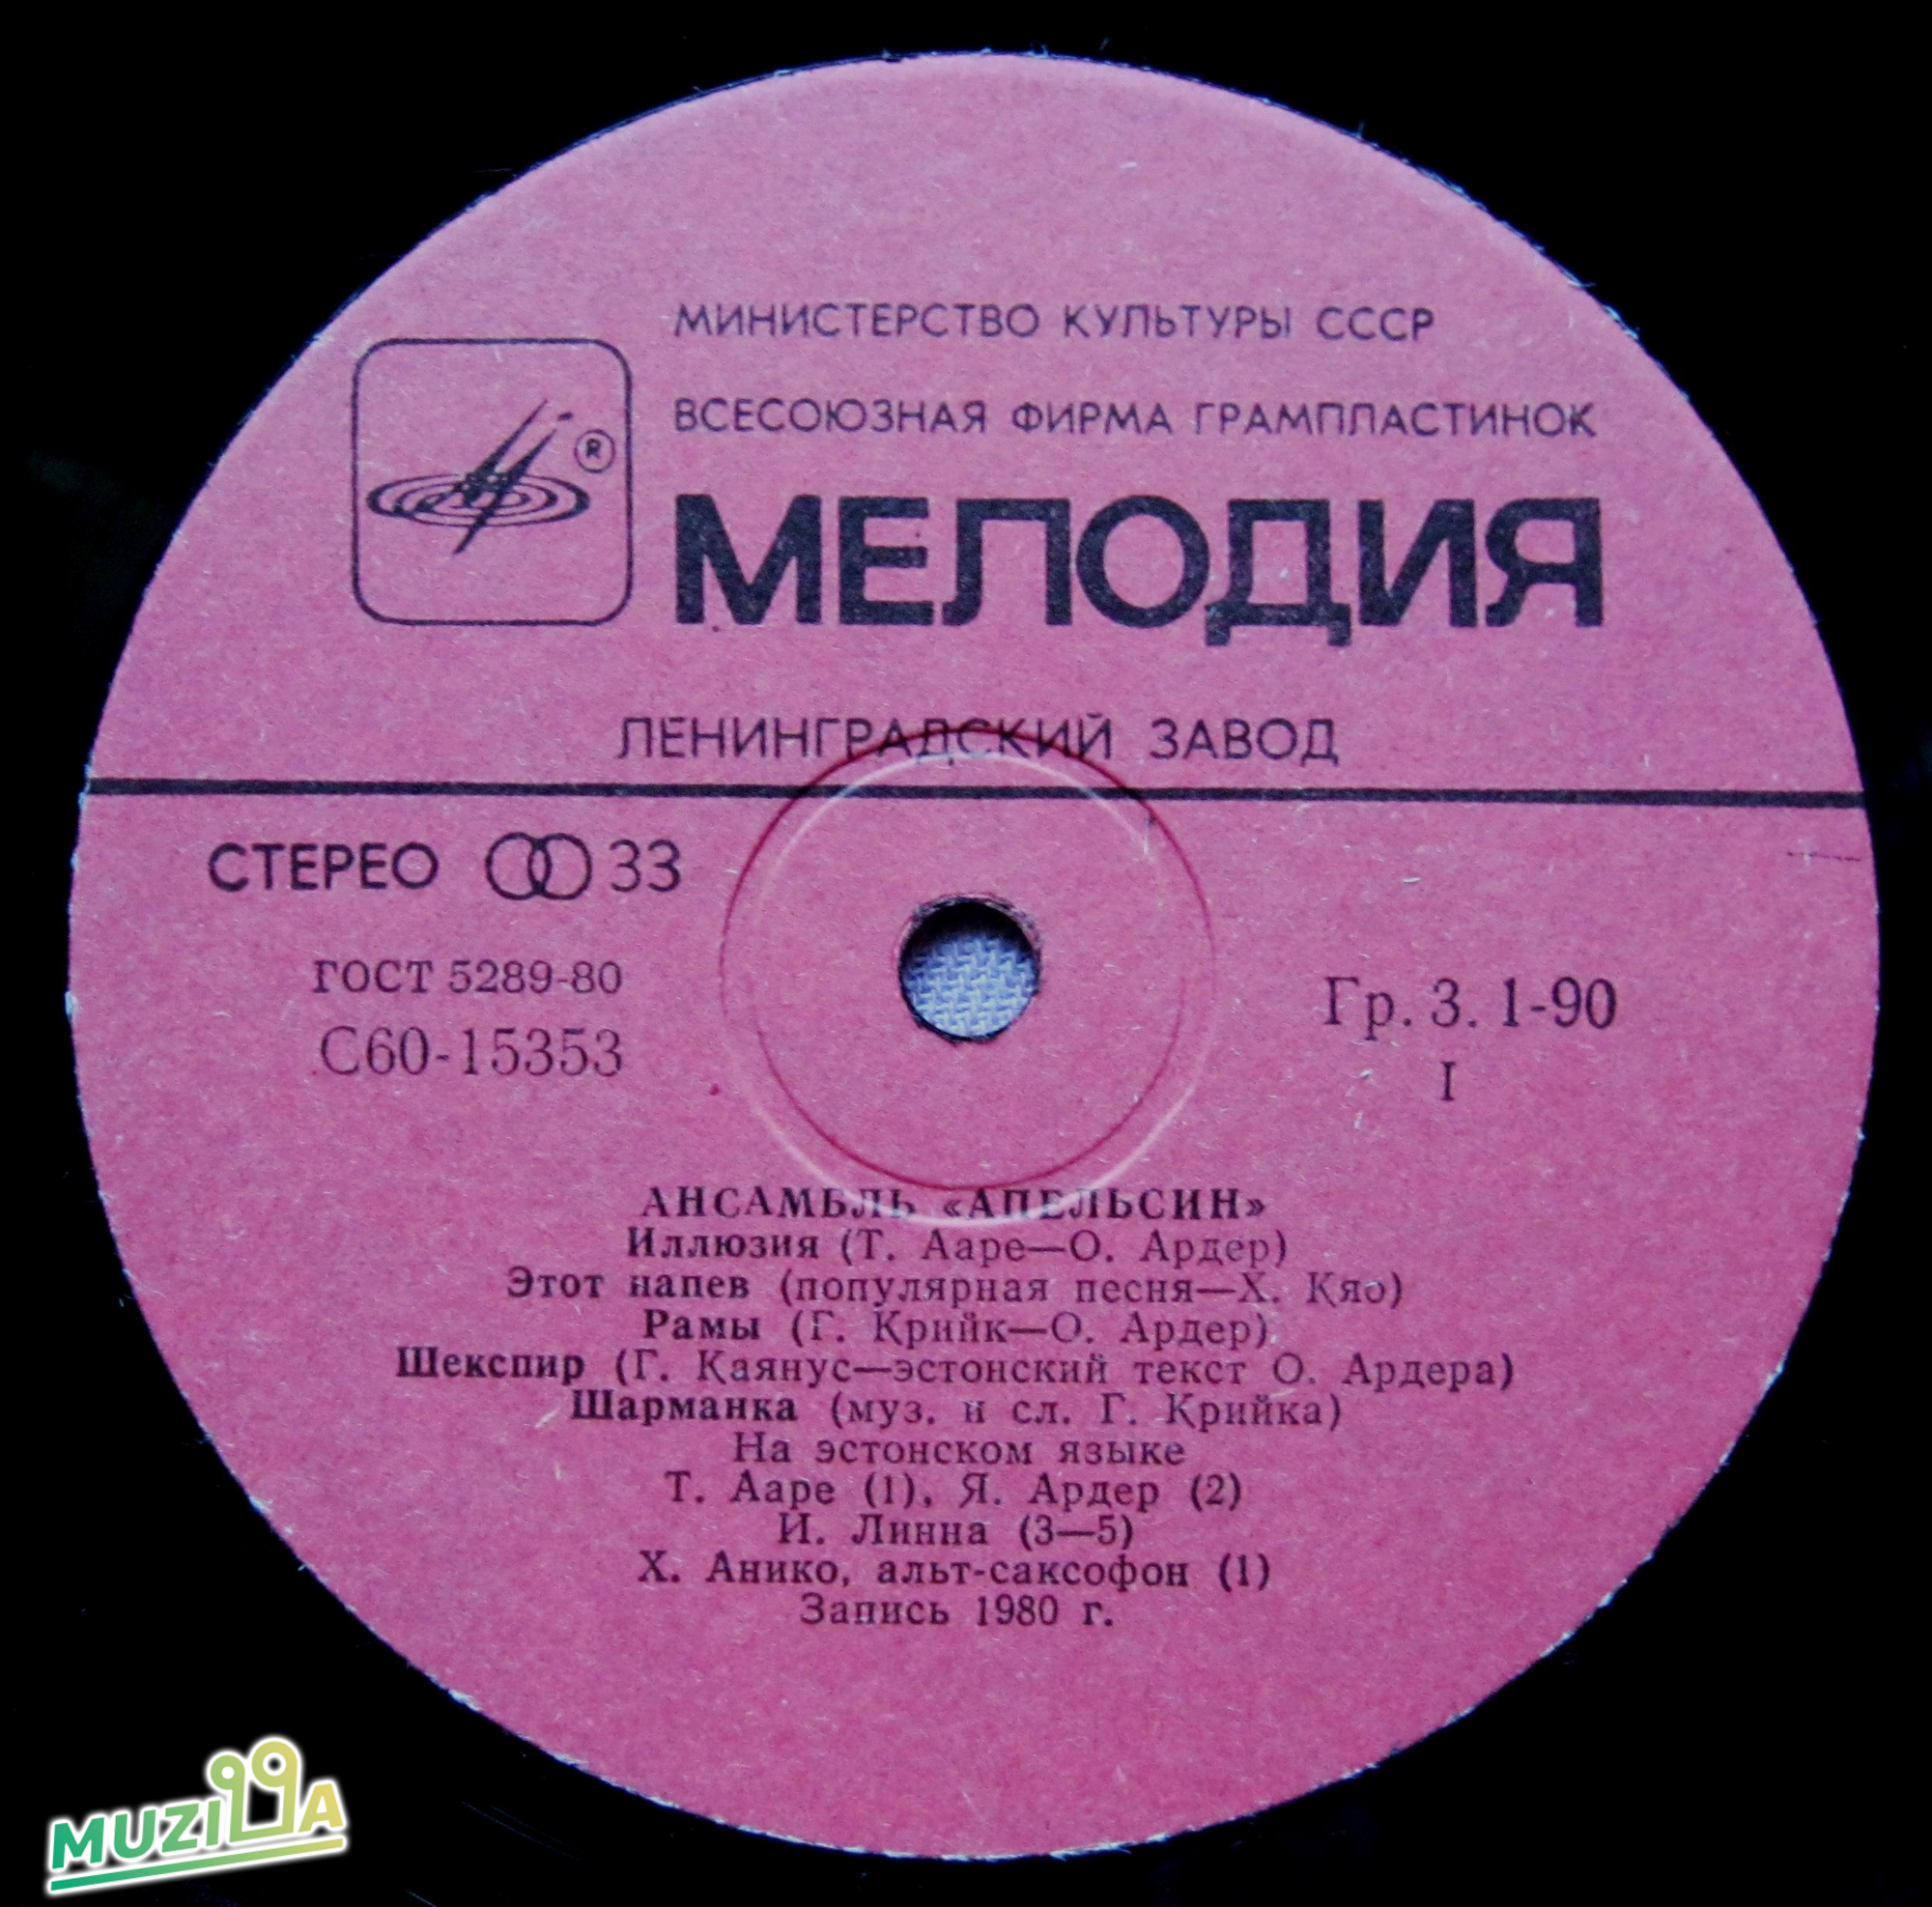 МИНИСТЕРСТВО КУЛЬТУРЫ СССР
ВСЕСОЮЗНАЯ ФИРМА ГРАМПЛАСТИНОК
МЕЛОДИЯ
®
ЛЕНИНГРАДСКИЙ ЗАВОД
СТЕРЕО 33
ГОСТ 5289-80
С60-15353
Гр. 3. 1-90
I
АНСАМБЛЬ «АПЕЛЬСИН»
Иллюзия (Т. Ааре—О. Ардер)
Этот напев (популярная песня—Х. Кяо)
Рамы (Г. Крийк—О. Ардер)
Шекспир (Г. Каянус—эстонский текст О. Ардера)
Шарманка (муз. и сл. Г. Крийка)
На эстонском языке
Т. Ааре (1), Я. Ардер (2)
И. Линна (3—5)
Х. Анико, альт-саксофон (1)
Запись 1980 г.
MUZILLA